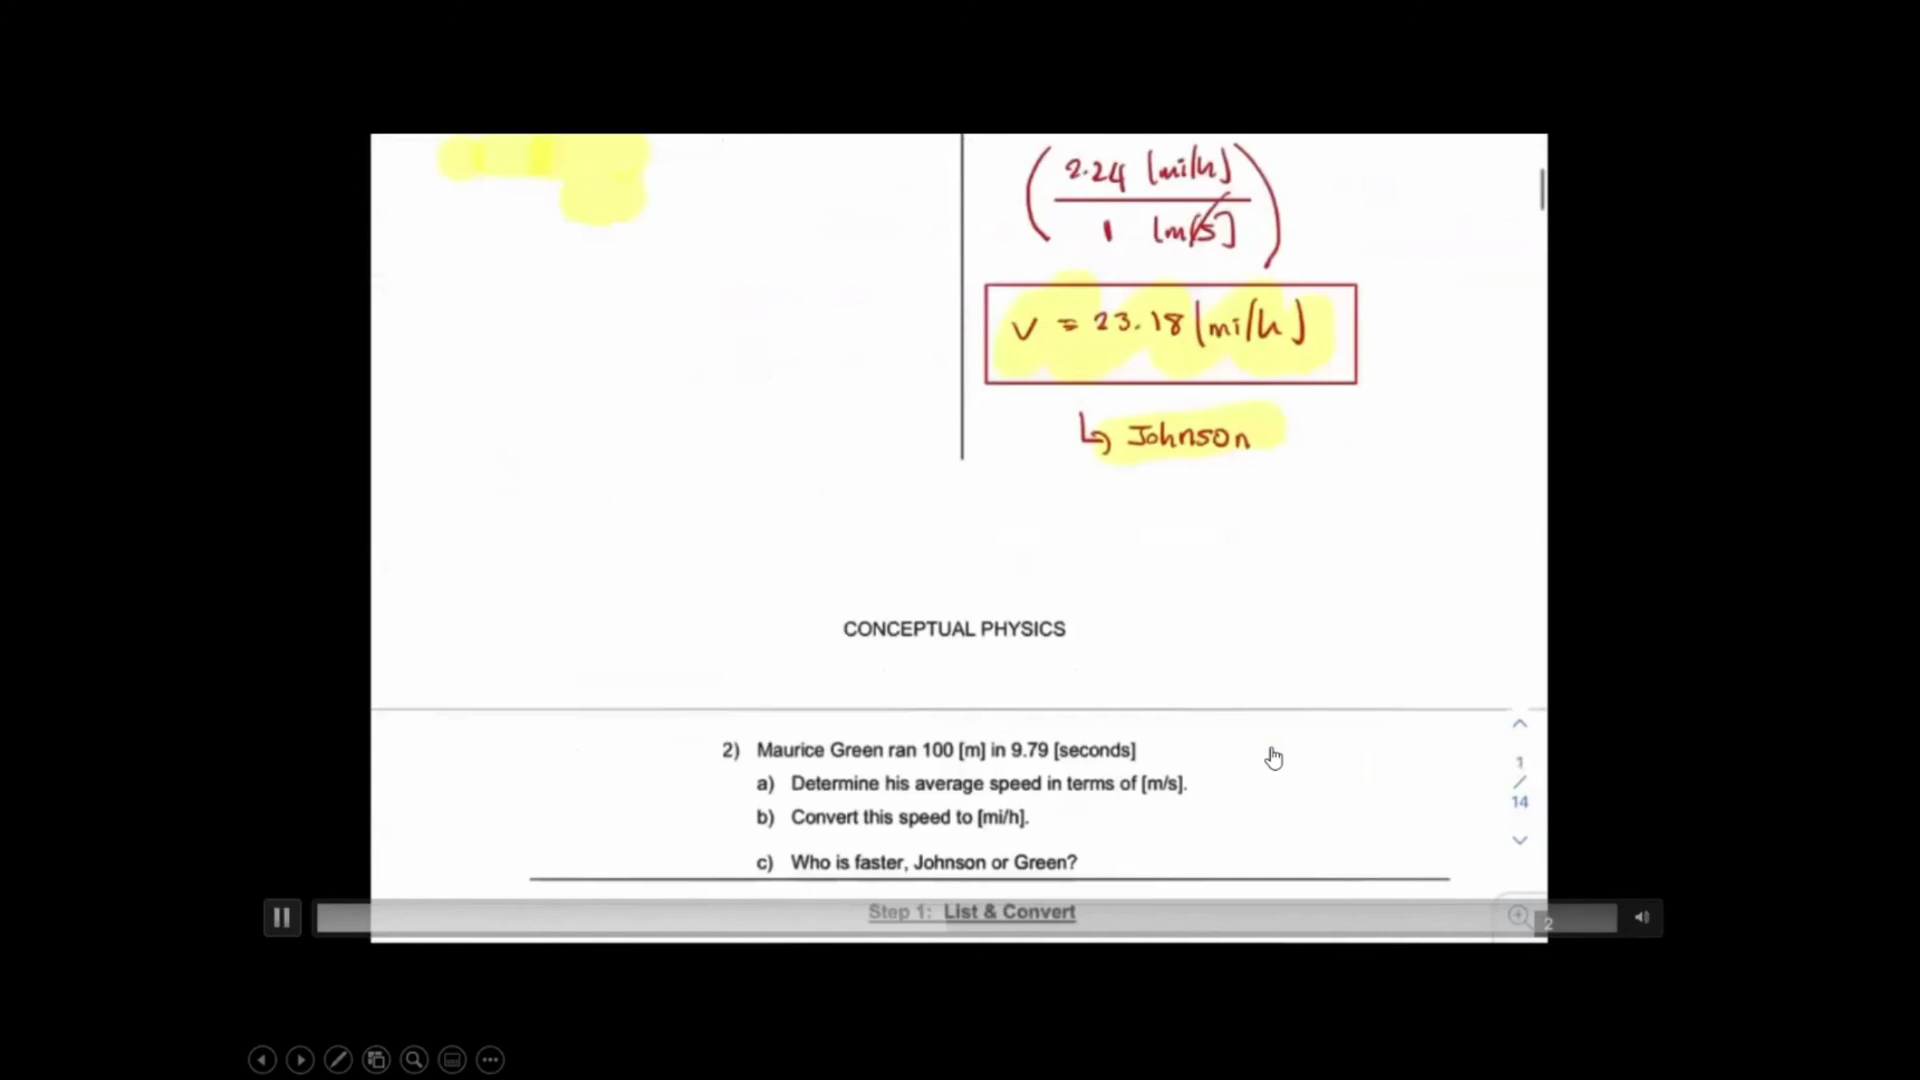 2.24 [mi/h]
1 [m/s]
v = 23.18 [mi/h]
↳ Johnson
CONCEPTUAL PHYSICS
2) Maurice Green ran 100 [m] in 9.79 [seconds]
a) Determine his average speed in terms of [m/s].
b) Convert this speed to [mi/h].
c) Who is faster, Johnson or Green?
Step 1: List & Convert
1
/
14
2